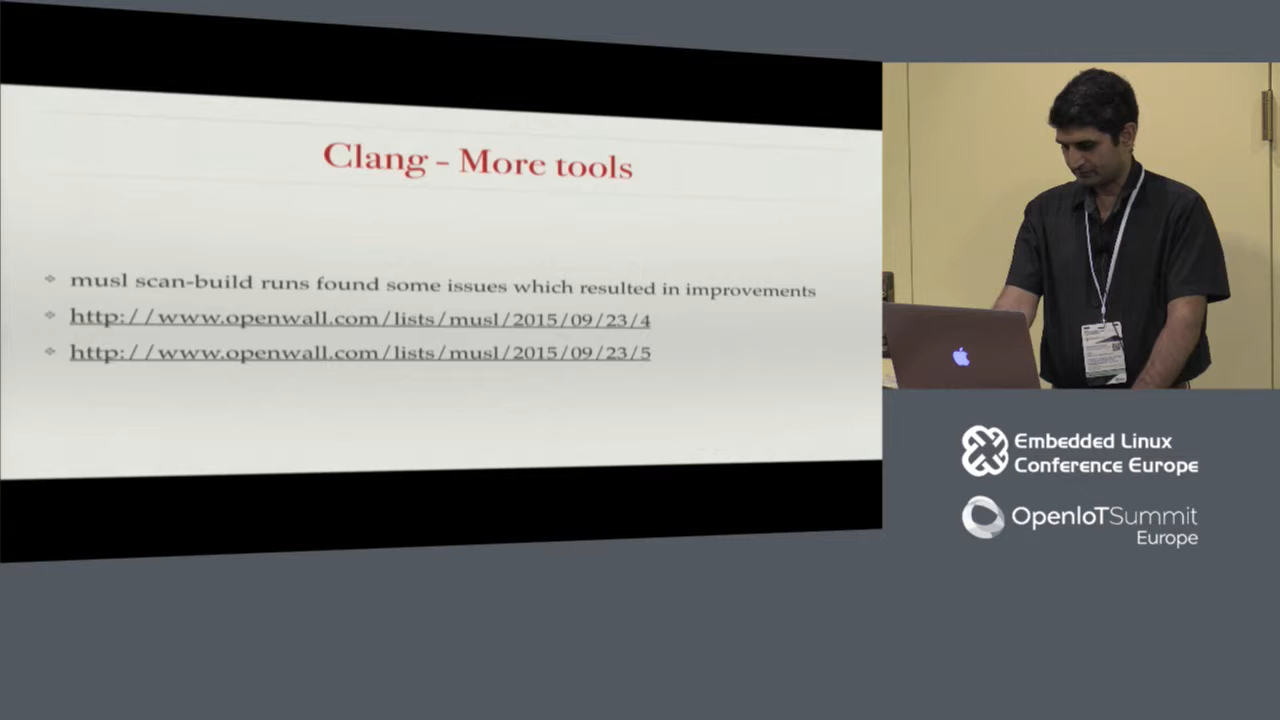 Clang - More tools
musl scan-build runs found some issues which resulted in improvements
http://www.openwall.com/lists/musl/2015/09/23/4
http://www.openwall.com/lists/musl/2015/09/23/5
Embedded Linux
Conference Europe
OpenIoTSummit
Europe